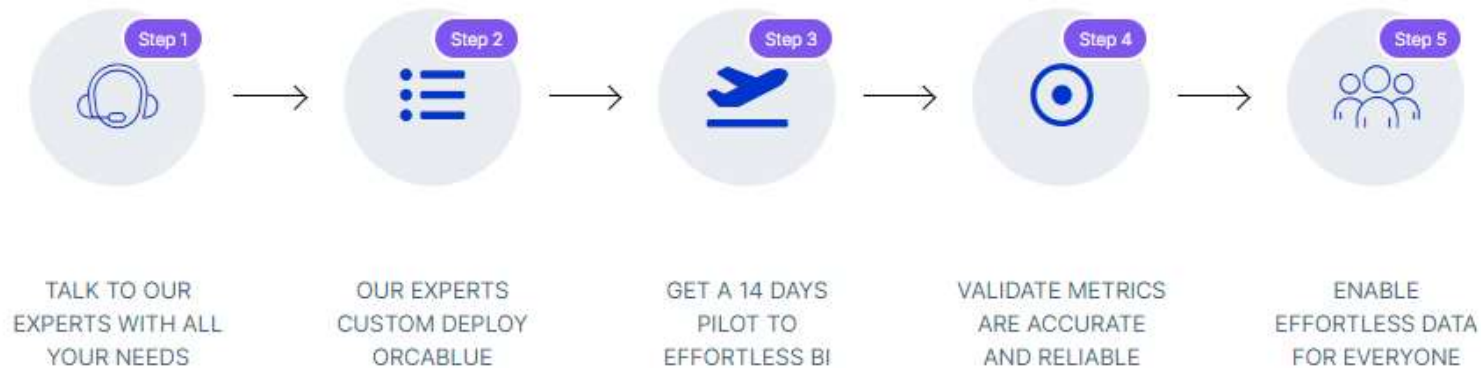 Step 1
Step 2
Step 3
Step 4
Step 5
TALK TO OUR
EXPERTS WITH ALL
YOUR NEEDS
OUR EXPERTS
CUSTOM DEPLOY
ORCABLUE
GET A 14 DAYS
PILOT TO
EFFORTLESS BI
VALIDATE METRICS
ARE ACCURATE
AND RELIABLE
ENABLE
EFFORTLESS DATA
FOR EVERYONE